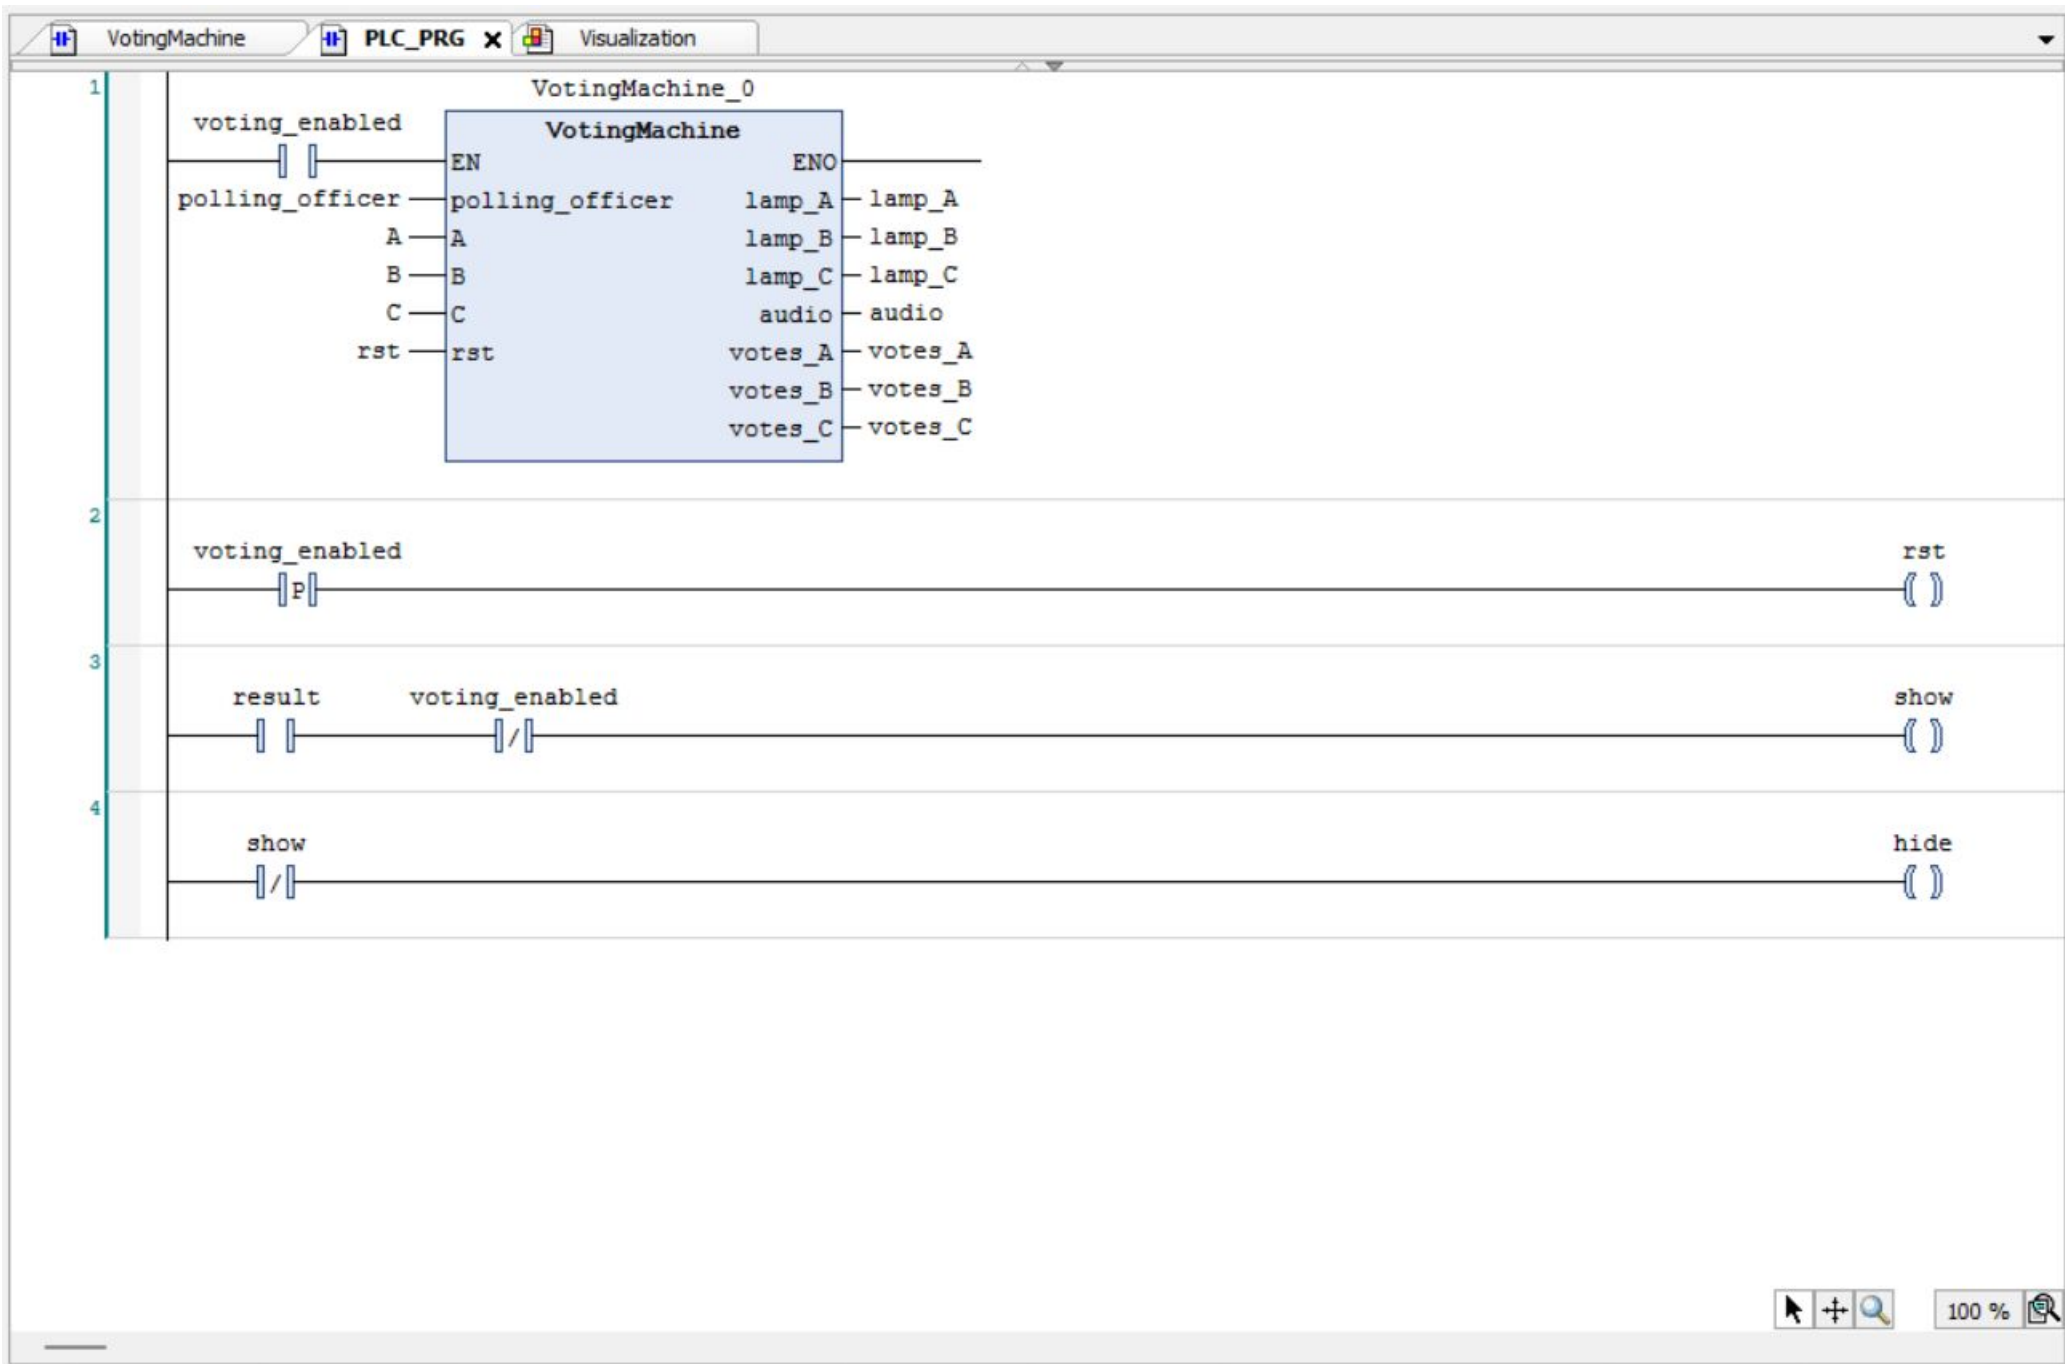 VotingMachine PLC_PRG Visualization
1
VotingMachine_0
voting_enabled
VotingMachine
EN ENO
polling_officer polling_officer lamp_A lamp_A
A A lamp_B lamp_B
B B lamp_C lamp_C
C C audio audio
rst rst votes_A votes_A
votes_B votes_B
votes_C votes_C
2
voting_enabled rst
P
3
result voting_enabled show
/
4
show hide
/
100 %